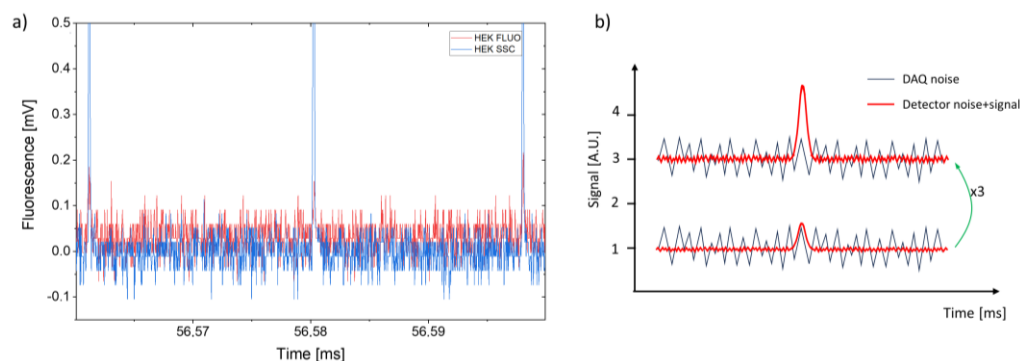 a)
0.5
0.4
0.3
0.2
0.1
0.0
-0.1
Fluorescence [mV]
HEK FLUO
HEK SSC
56,57
56,58
56,59
Time [ms]
b)
DAQ noise
Detector noise+signal
4
3
2
1
Signal [A.U.]
x3
Time [ms]